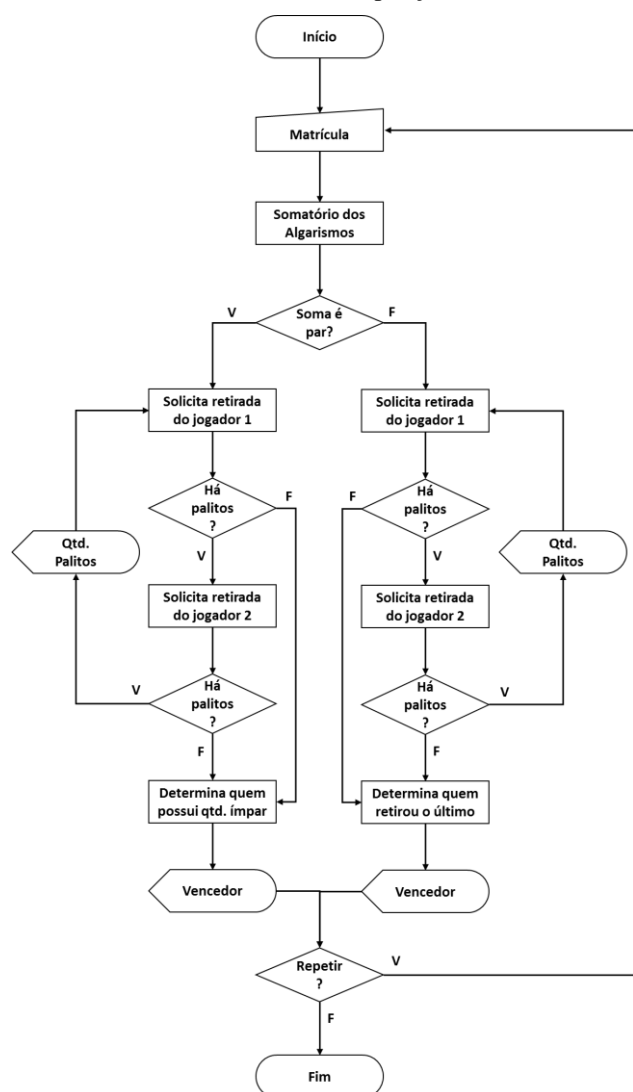 Início
Matrícula
Somatório dos
Algarismos
Soma é
par?
V
F
Solicita retirada
do jogador 1
Há
palitos
?
F
V
Qtd.
Palitos
Solicita retirada
do jogador 2
Há
palitos
?
V
F
Determina quem
possui qtd. ímpar
Vencedor
Solicita retirada
do jogador 1
Há
palitos
?
F
V
Qtd.
Palitos
Solicita retirada
do jogador 2
Há
palitos
?
V
F
Determina quem
retirou o último
Vencedor
Repetir
?
V
F
Fim